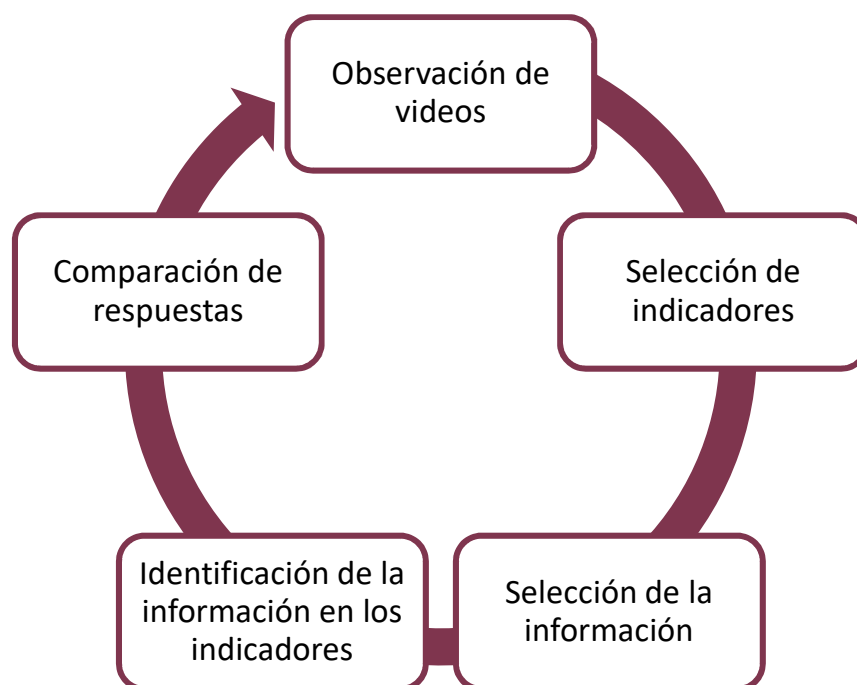 Observación de
videos
Selección de
indicadores
Selección de la
información
Identificación de la
información en los
indicadores
Comparación de
respuestas